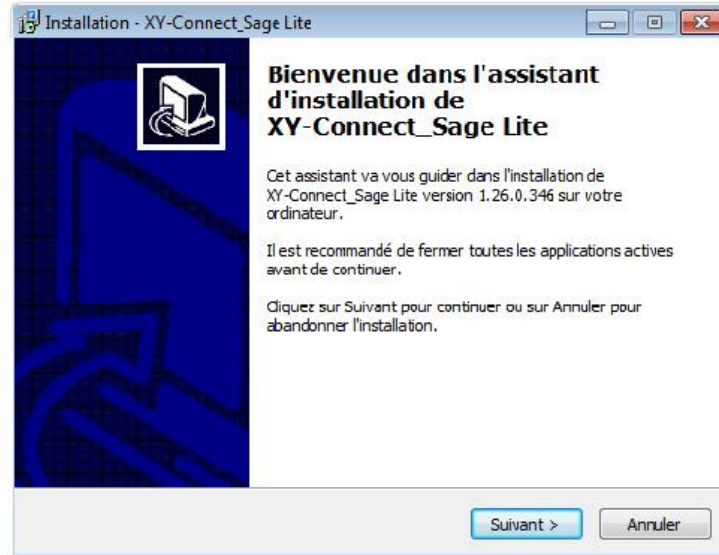 Installation - XY-Connect_Sage Lite
Bienvenue dans l'assistant
d'installation de
XY-Connect_Sage Lite
Cet assistant va vous guider dans l'installation de
XY-Connect_Sage Lite version 1.26.0.346 sur votre
ordinateur.
Il est recommandé de fermer toutes les applications actives
avant de continuer.
Cliquez sur Suivant pour continuer ou sur Annuler pour
abandonner l'installation.
Suivant >
Annuler